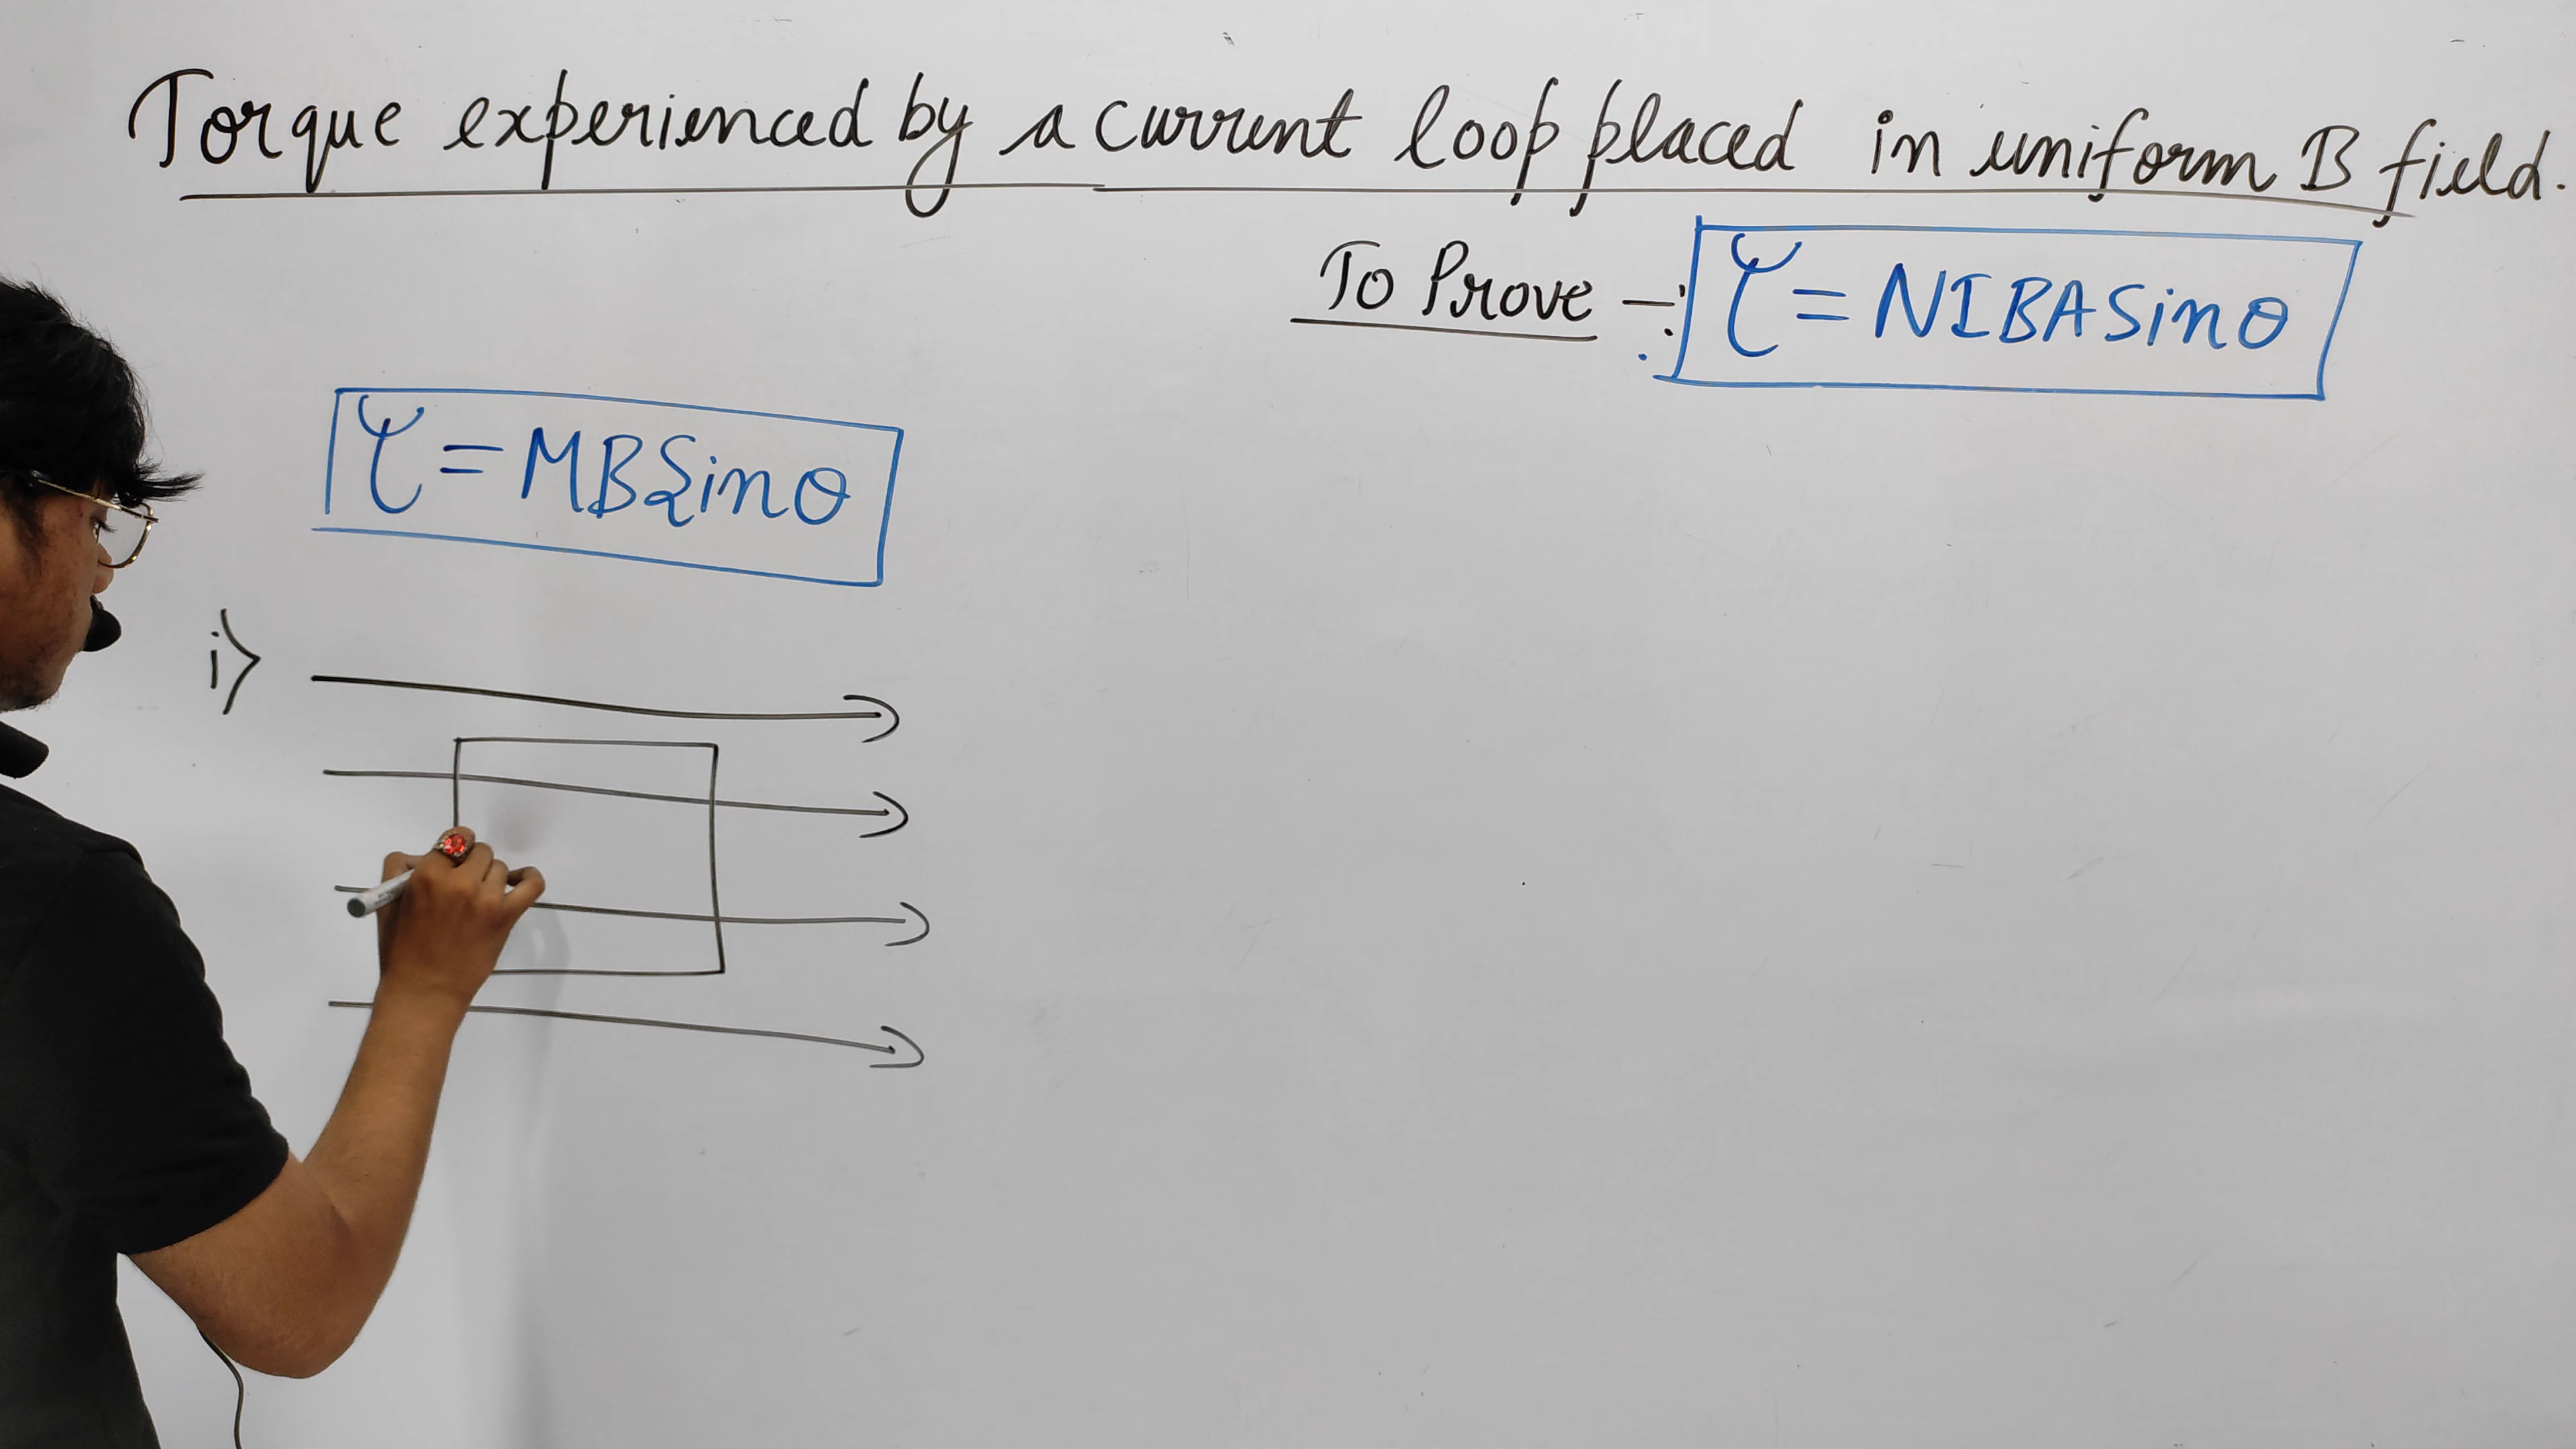 Torque experienced by a current loop placed in uniform B field.
To Prove -: τ = NIBASinθ
τ = MBSinθ
i)